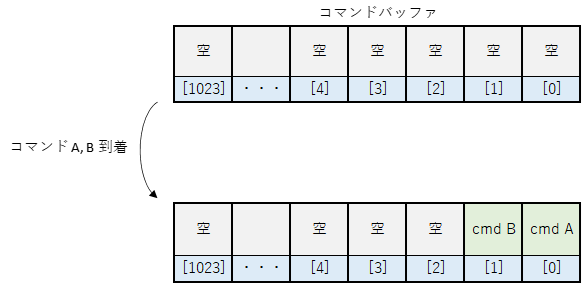 コマンドバッファ
空 空 空 空 空 空
[1023] ・・・ [4] [3] [2] [1] [0]
コマンド A, B 到着
空 空 空 空 cmd B cmd A
[1023] ・・・ [4] [3] [2] [1] [0]